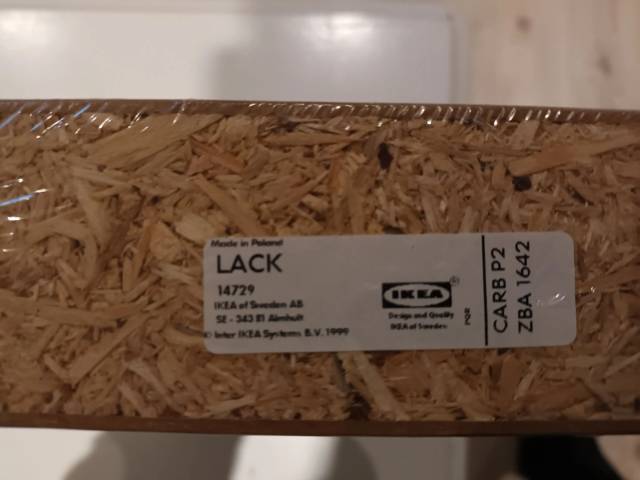 Made in Poland
LACK
14729
IKEA of Sweden AB
SE - 343 81 Älmhult
© Inter IKEA Systems B.V. 1999
IKEA®
Design and Quality
IKEA of Sweden
PQR
CARB P2
ZBA 1642